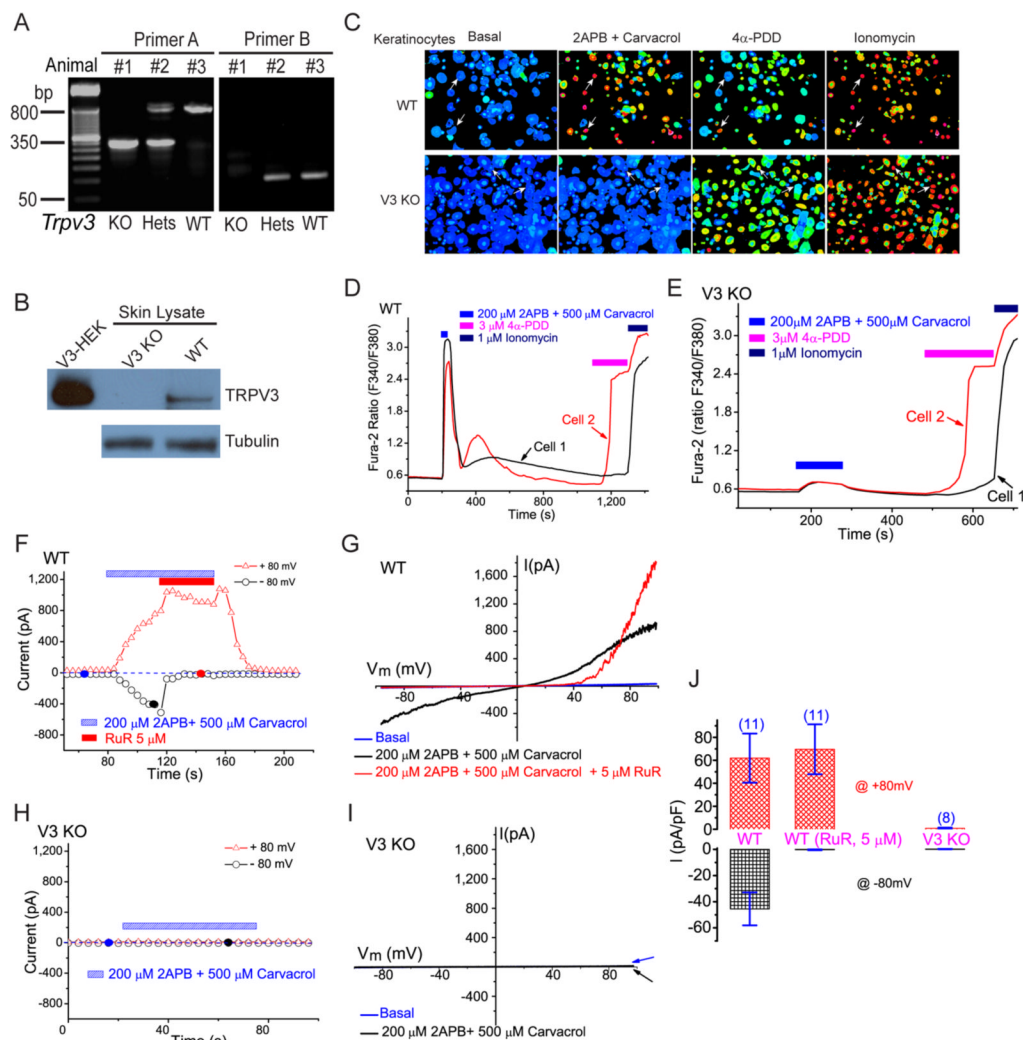 A
Primer A Primer B
Animal #1 #2 #3 #1 #2 #3
bp
800
350
50
Trpv3 KO Hets WT KO Hets WT
B
Skin Lysate
V3-HEK V3 KO WT
TRPV3
Tubulin
C
Keratinocytes Basal 2APB + Carvacrol 4α-PDD Ionomycin
WT
V3 KO
D
WT
200 μM 2APB + 500 μM Carvacrol
3 μM 4α-PDD
1 μM Ionomycin
Fura-2 Ratio (F340/F380)
3.0
2.4
1.8
1.2
0.6
Cell 2
Cell 1
0 400 800 1,200
Time (s)
E
V3 KO
200μM 2APB + 500μM Carvacrol
3μM 4α-PDD
1μM Ionomycin
Fura-2 (ratio F340/F380)
3.0
2.4
1.8
1.2
0.6
Cell 2
Cell 1
200 400 600
Time (s)
F
WT
+ 80 mV
- 80 mV
Current (pA)
1,200
800
400
0
-400
-800
200 μM 2APB+ 500 μM Carvacrol
RuR 5 μM
80 120 160 200
Time (s)
G
WT
I(pA)
1,600
1,200
800
400
-400
Vm (mV)
-80 -40 40 80
Basal
200 μM 2APB + 500 μM Carvacrol
200 μM 2APB + 500 μM Carvacrol + 5 μM RuR
H
V3 KO
+ 80 mV
- 80 mV
Current (pA)
1,200
800
400
0
-400
-800
200 μM 2APB + 500 μM Carvacrol
0 40 80
Time (s)
I
V3 KO
I(pA)
1,600
1,200
800
400
-400
Vm (mV)
-80 -40 40 80
Basal
200 μM 2APB+ 500 μM Carvacrol
J
(11) (11)
(8)
I (pA/pF)
80
60
40
20
0
@ +80mV
WT WT (RuR, 5 μM) V3 KO
0
-20
-40
-60
@ -80mV